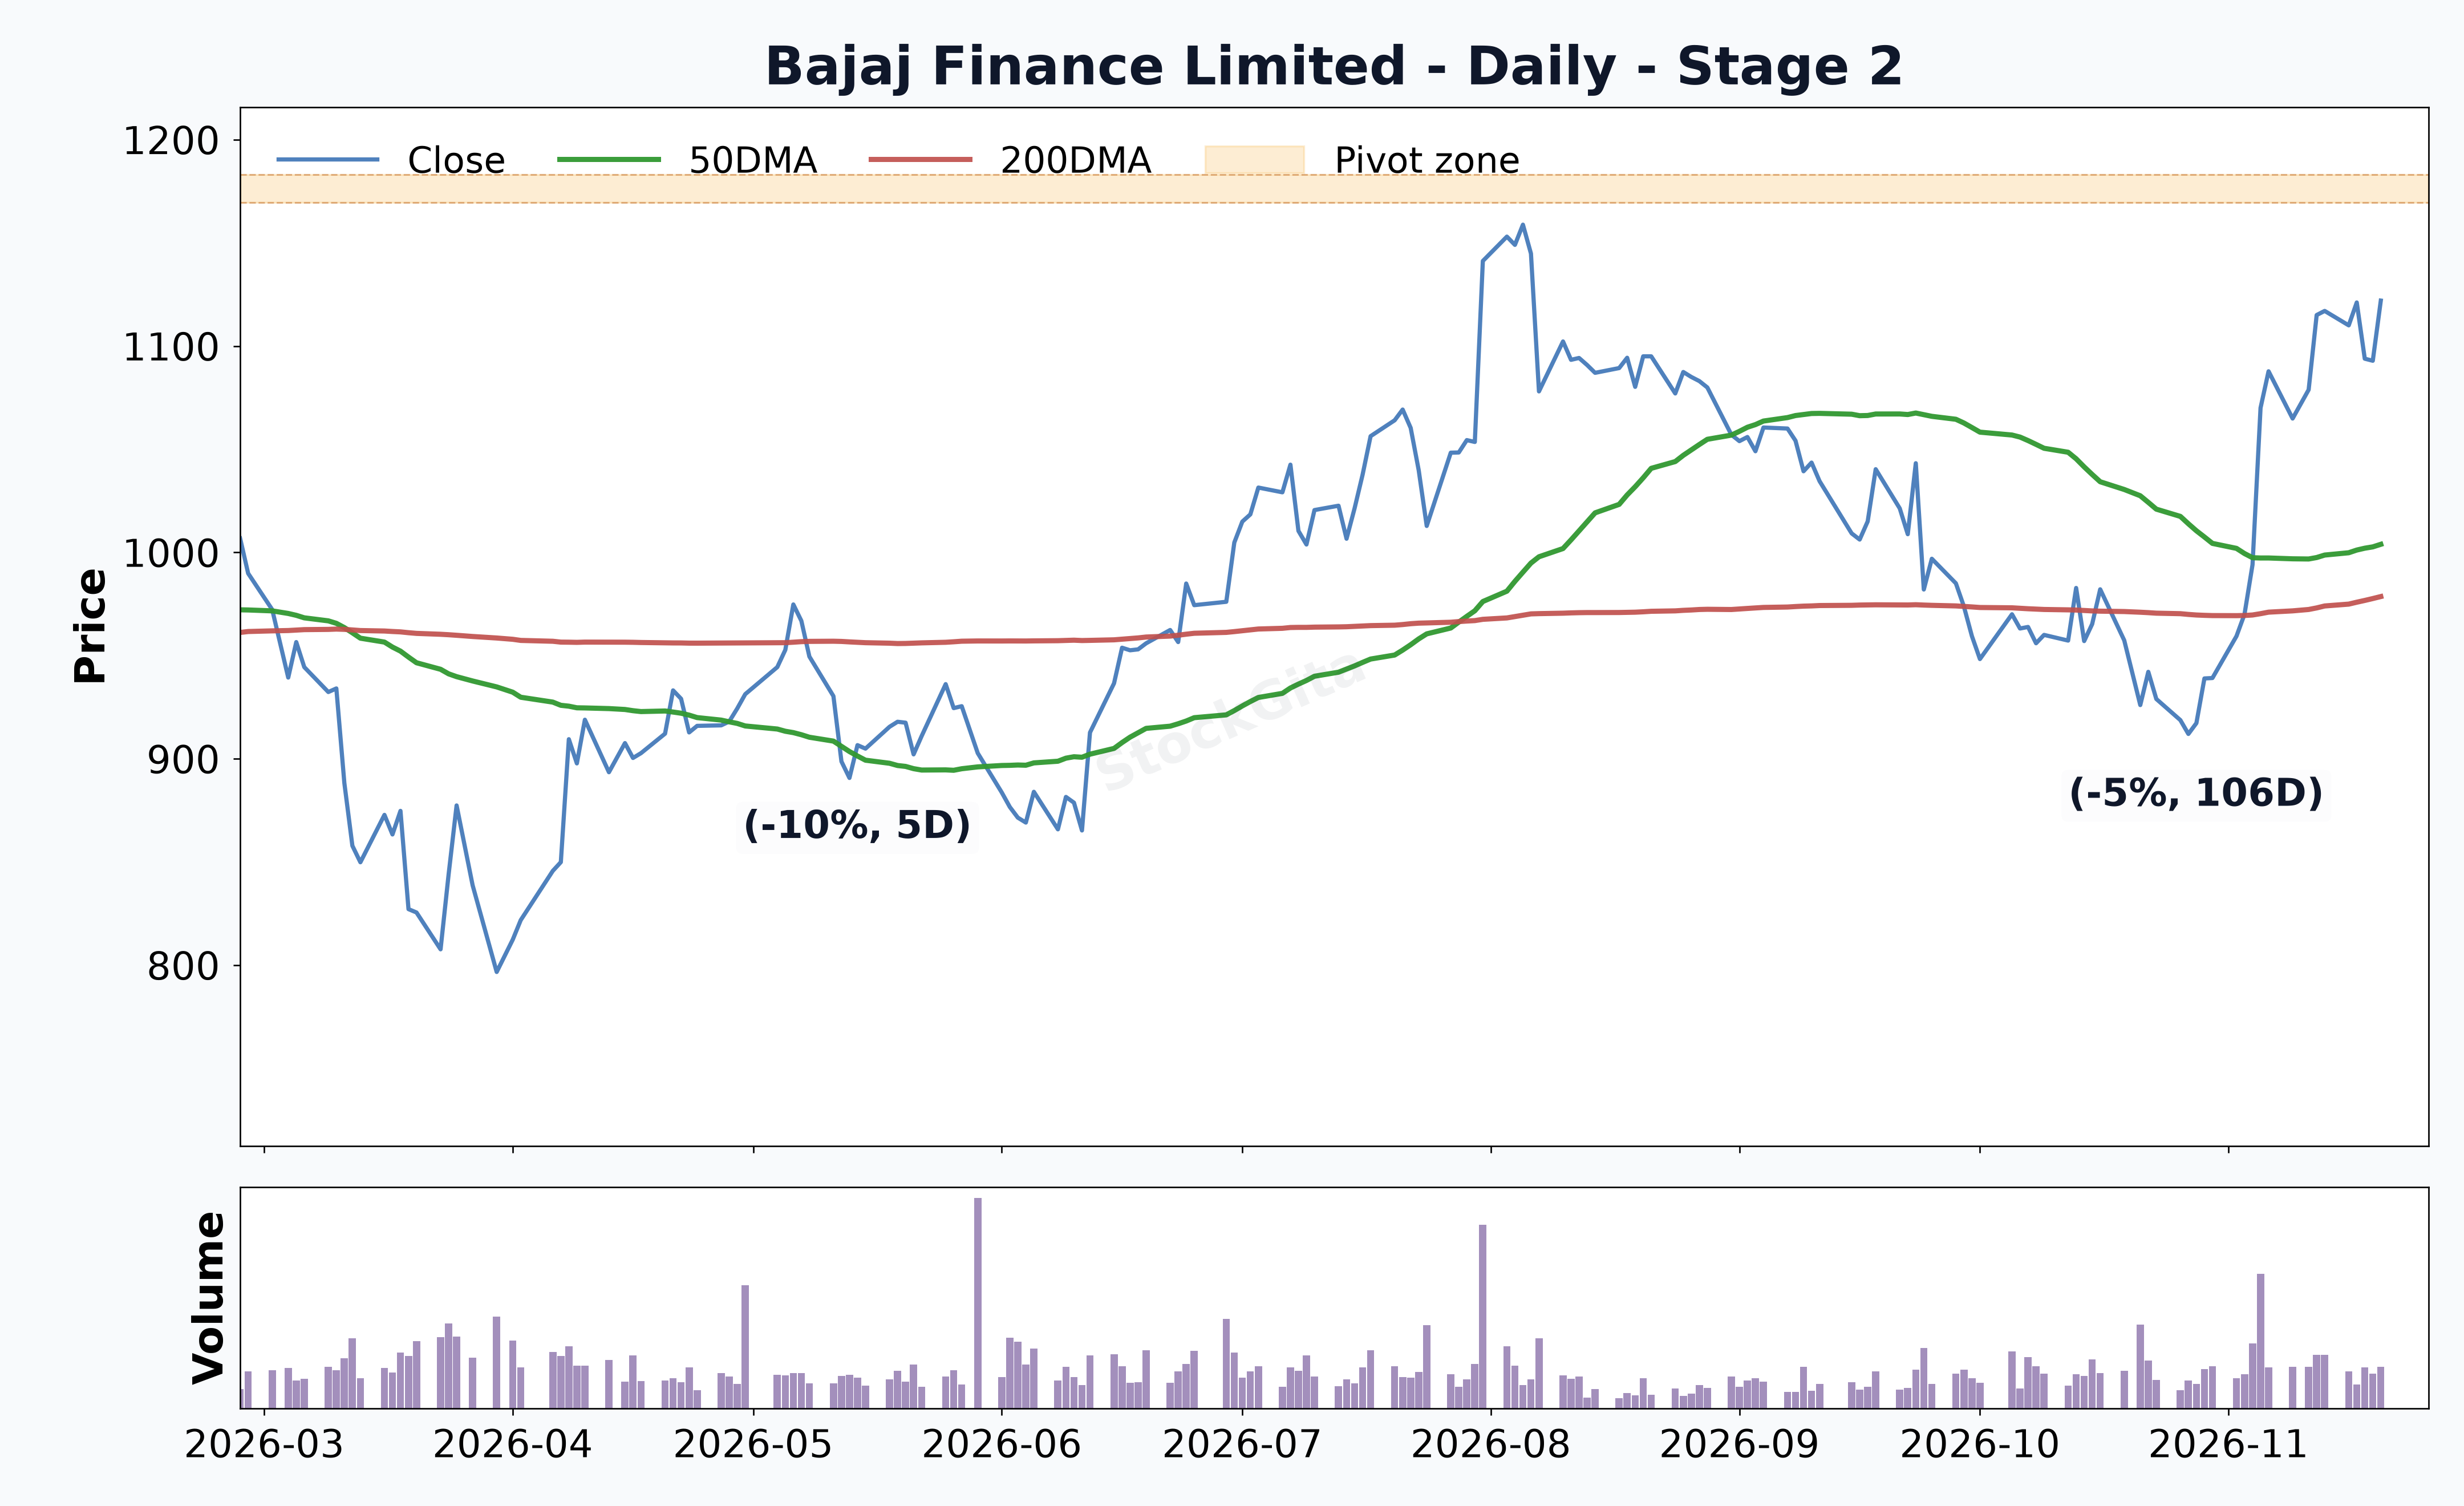 Bajaj Finance Limited - Daily - Stage 2
Close 50DMA 200DMA Pivot zone
Price
1200
1100
1000
900
800
StockGita
(-10%, 5D)
(-5%, 106D)
Volume
2026-03 2026-04 2026-05 2026-06 2026-07 2026-08 2026-09 2026-10 2026-11